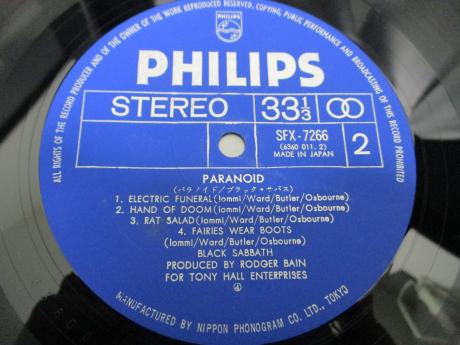 ALL RIGHTS OF THE RECORD PRODUCER AND OF THE OWNER OF THE WORK REPRODUCED RESERVED. COPYING, PUBLIC PERFORMANCE AND BROADCASTING OF THIS RECORD PROHIBITED
PHILIPS
PHILIPS
STEREO 33 1/3
SFX-7266
(6360 011. 2)
MADE IN JAPAN
2
PARANOID
(パラノイド/ブラック・サバス)
1. ELECTRIC FUNERAL(Iommi/Ward/Butler/Osbourne)
2. HAND OF DOOM(Iommi/Ward/Butler/Osbourne)
3. RAT SALAD(Iommi/Ward/Butler/Osbourne)
4. FAIRIES WEAR BOOTS
(Iommi/Ward/Butler/Osbourne)
BLACK SABBATH
PRODUCED BY RODGER BAIN
FOR TONY HALL ENTERPRISES
④
MANUFACTURED BY NIPPON PHONOGRAM CO., LTD., TOKYO